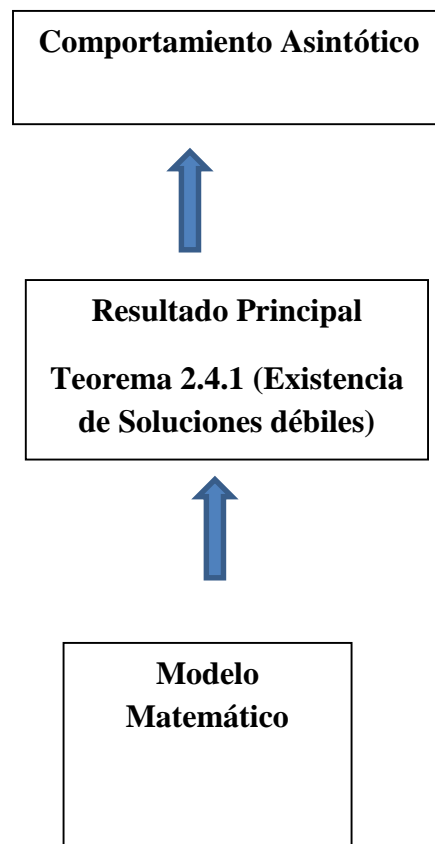 Comportamiento Asintótico
Resultado Principal
Teorema 2.4.1 (Existencia
de Soluciones débiles)
Modelo
Matemático